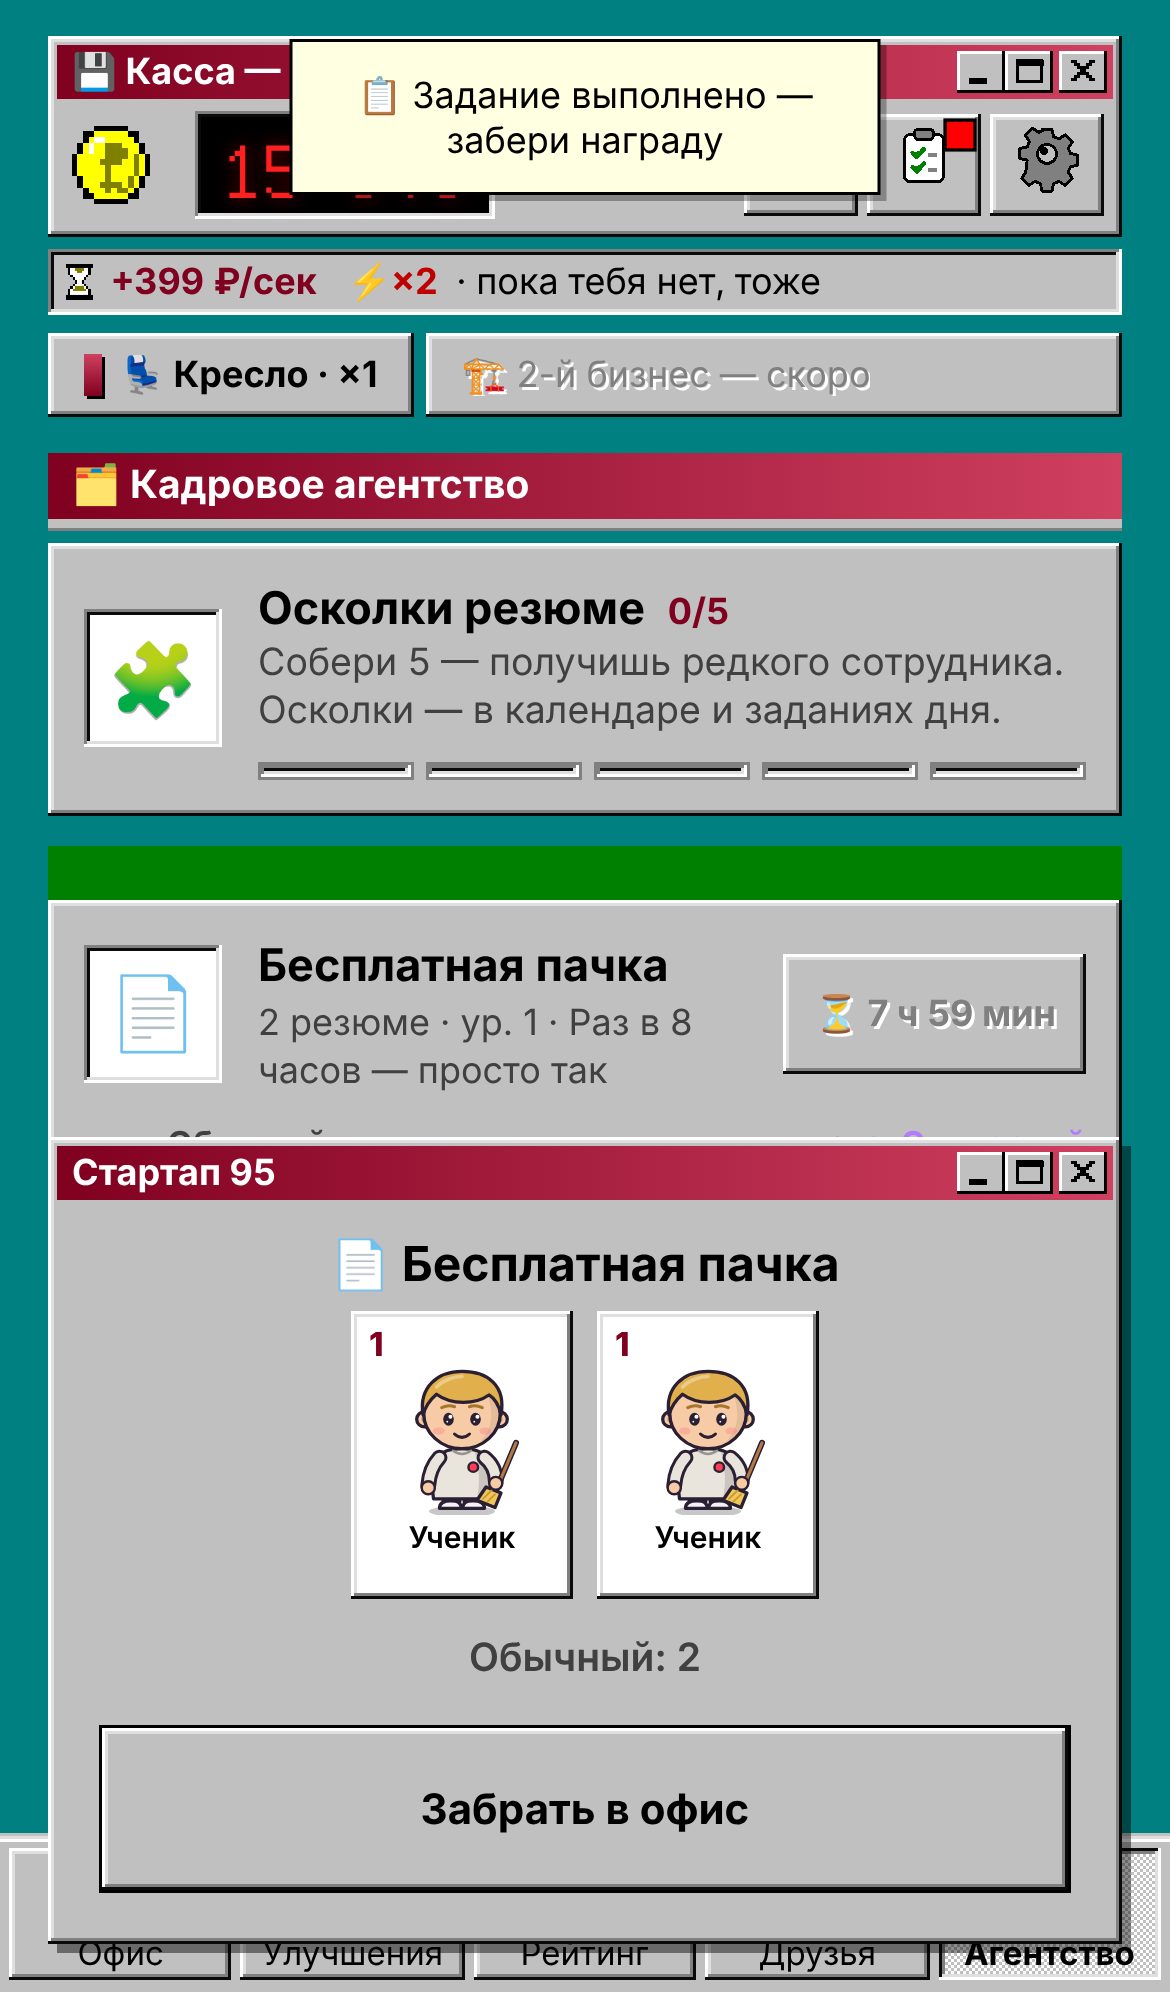 Касса —
📋 Задание выполнено —
забери награду
+399 ₽/сек ⚡×2 · пока тебя нет, тоже
Кресло · ×1
2-й бизнес — скоро
Кадровое агентство
Осколки резюме 0/5
Собери 5 — получишь редкого сотрудника.
Осколки — в календаре и заданиях дня.
Бесплатная пачка
2 резюме · ур. 1 · Раз в 8
часов — просто так
7 ч 59 мин
Стартап 95
Бесплатная пачка
1
Ученик
1
Ученик
Обычный: 2
Забрать в офис
Офис
Улучшения
Рейтинг
Друзья
Агентство